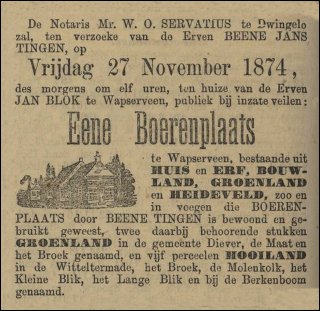 De Notaris Mr. W. O. SERVATIUS te Dwingelo
zal, ten verzoeke van de Erven BEENE JANS
TINGEN, op
Vrijdag 27 November 1874,
des morgens om elf uren, ten huize van de Erven
JAN BLOK te Wapserveen, publiek bij inzate veilen:
Eene Boerenplaats
te Wapserveen, bestaande uit
HUIS en ERF, BOUW-
LAND, GROENLAND
en HEIDEVELD, zoo en
in voegen die BOEREN-
PLAATS door BEENE TINGEN is bewoond en ge-
bruikt geweest, twee daarbij behoorende stukken
GROENLAND in de gemeente Diever, de Maat en
het Broek genaamd, en vijf perceelen HOOILAND
in de Witteltermade, het Broek, de Molenkolk, het
Kleine Blik, het Lange Blik en bij de Berkenboom
genaamd.